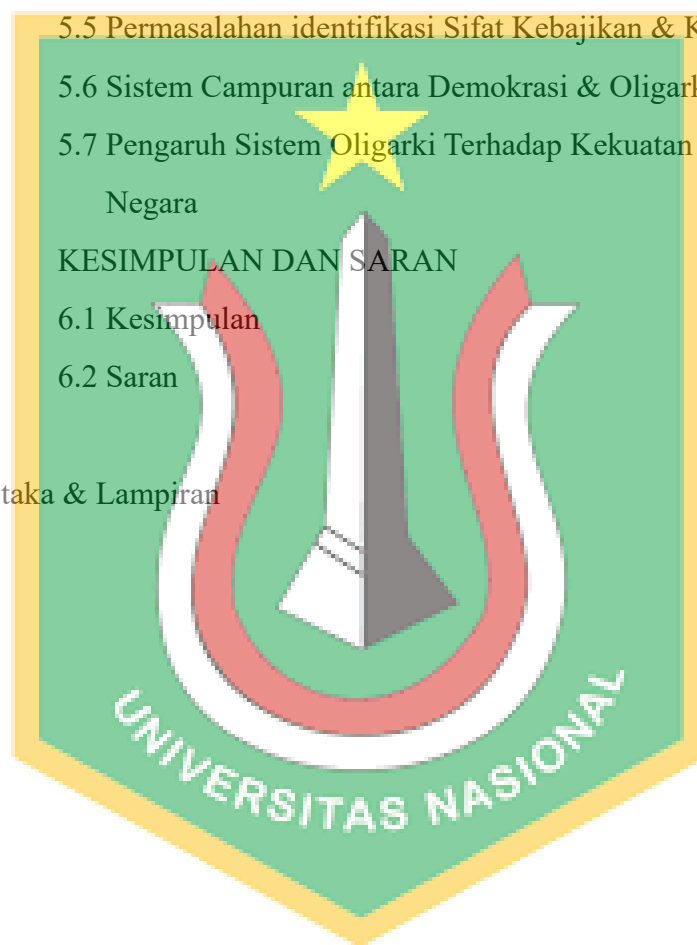 5.5 Permasalahan identifikasi Sifat Kebajikan & K
5.6 Sistem Campuran antara Demokrasi & Oligark
5.7 Pengaruh Sistem Oligarki Terhadap Kekuatan
Negara
KESIMPULAN DAN SARAN
6.1 Kesimpulan
6.2 Saran
taka & Lampiran
UNIVERSITAS NASIONAL